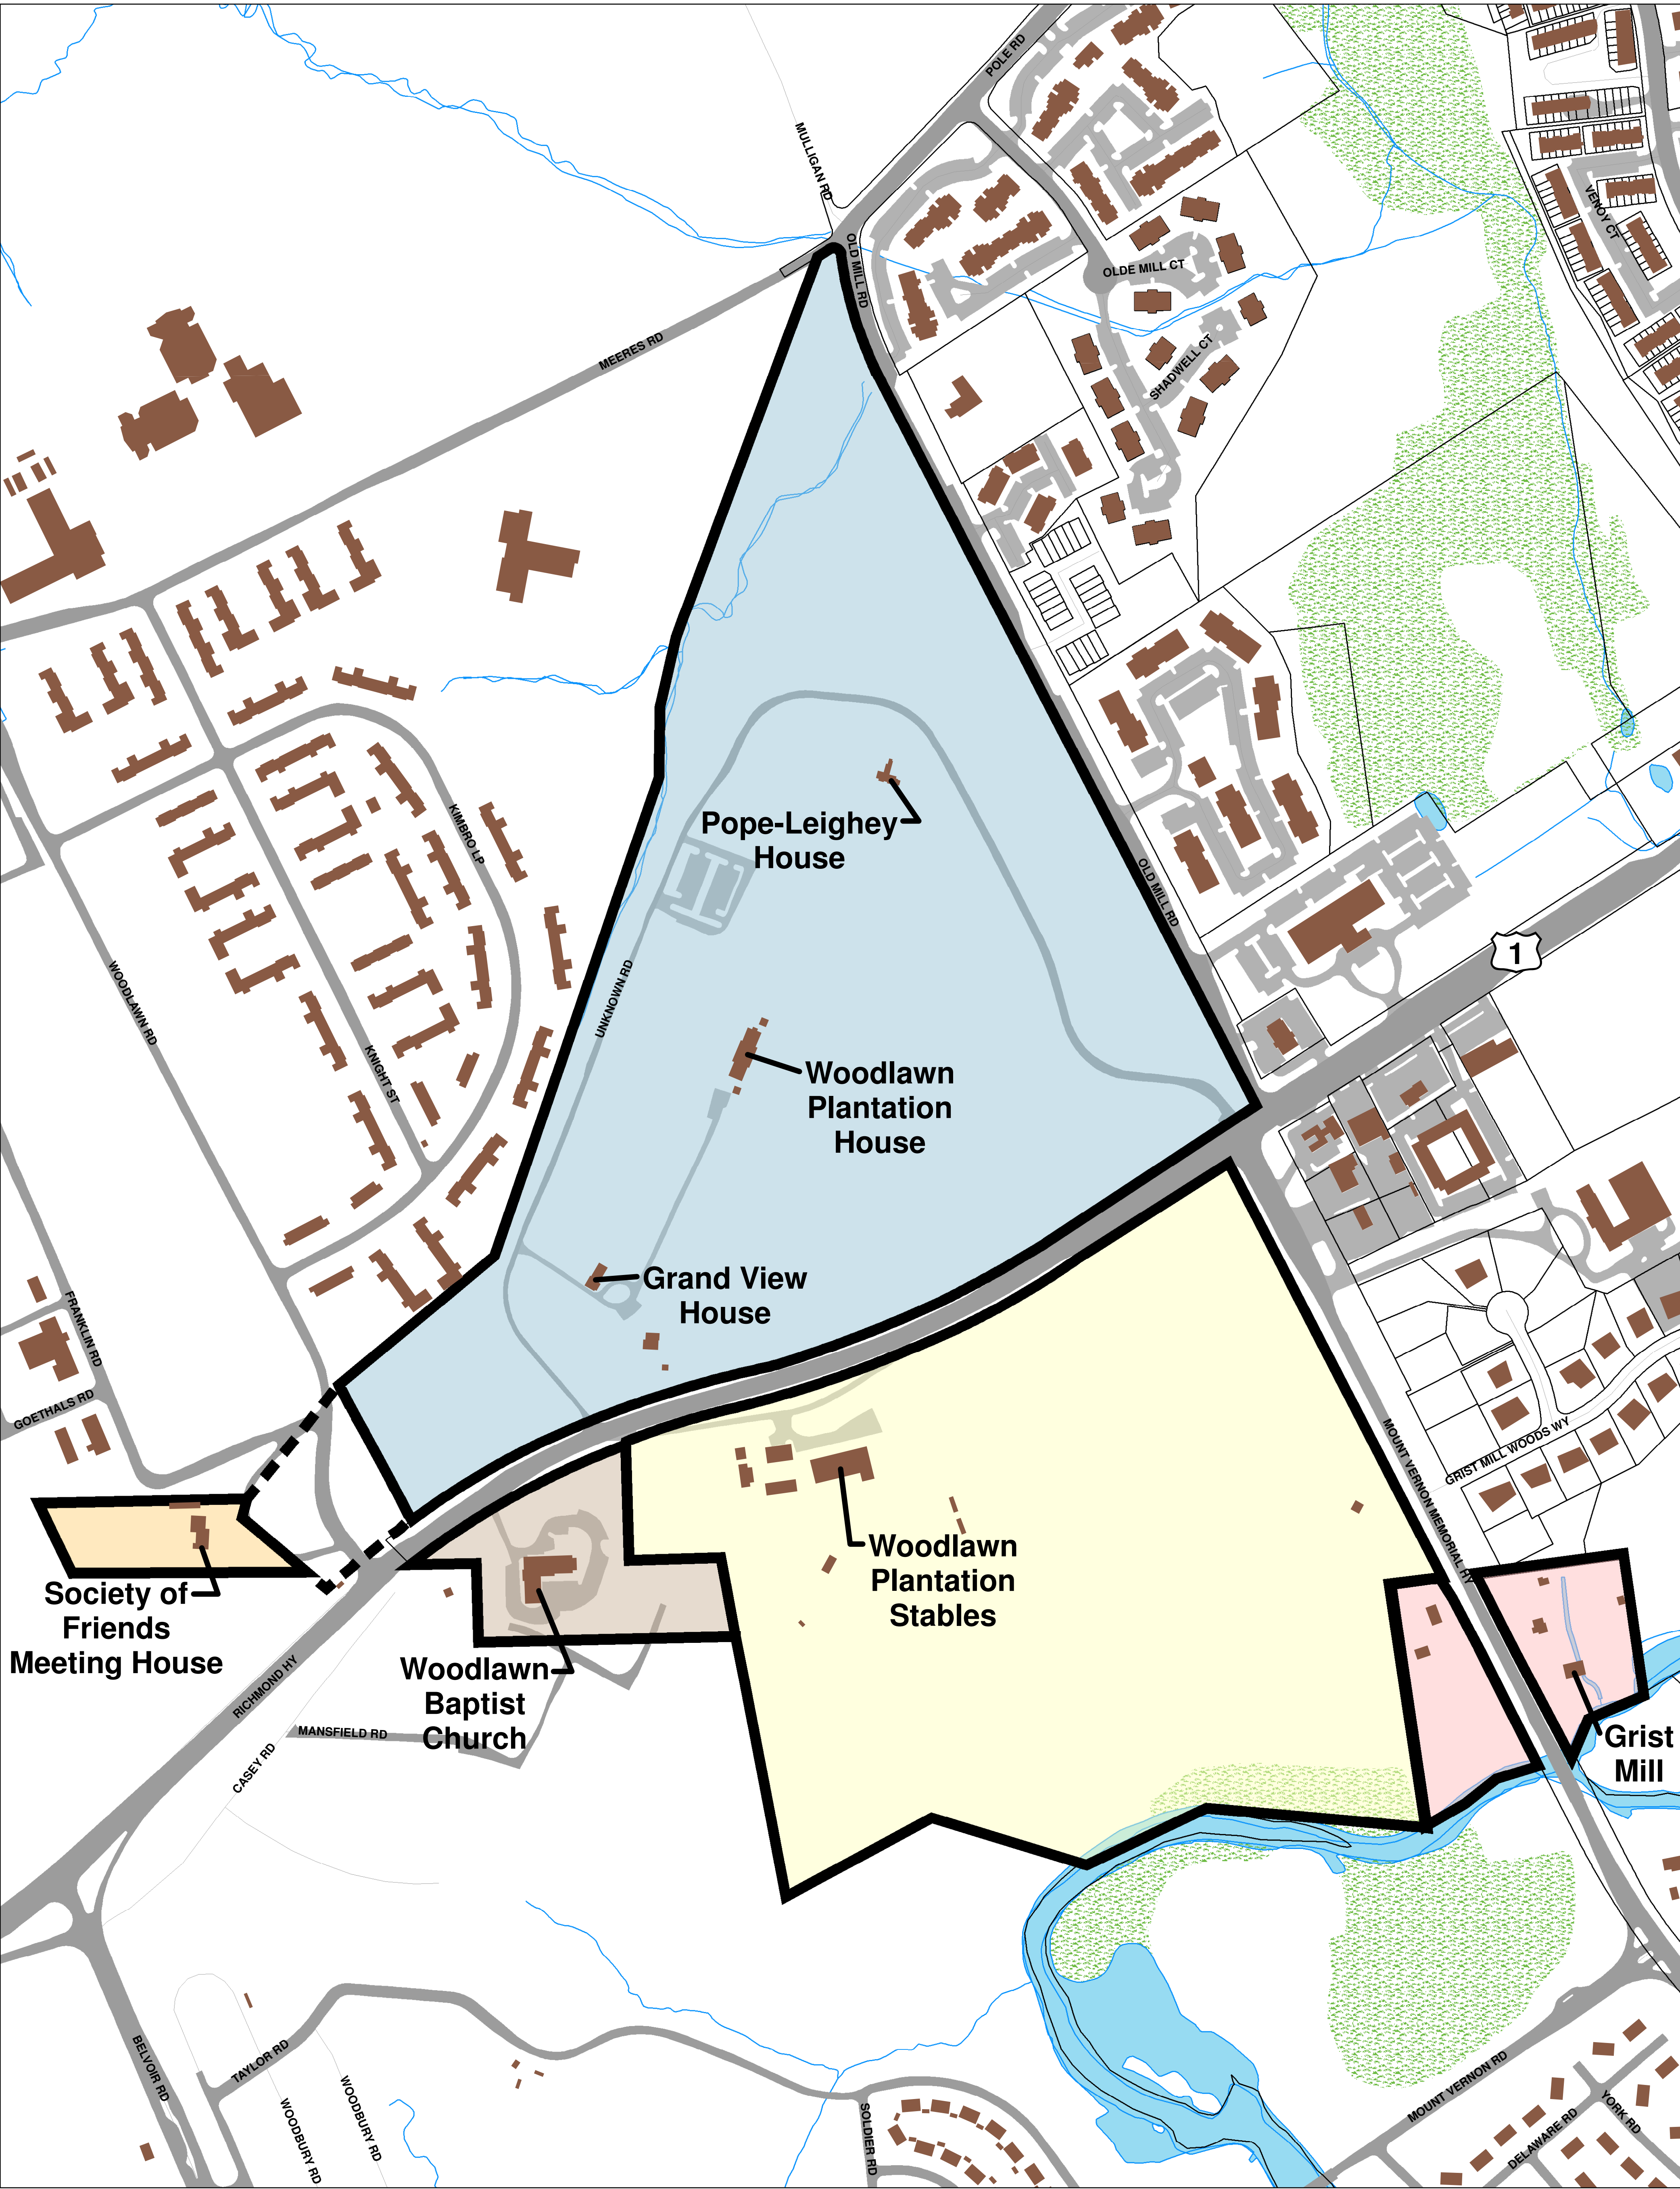 POLE RD
MULLIGAN RD
OLD MILL RD
OLDE MILL CT
VENOY CT
MEERES RD
SHADWELL CT
KIMBRO LP
Pope-Leighey
House
OLD MILL RD
1
WOODLAWN RD
UNKNOWN RD
KNIGHT ST
Woodlawn
Plantation
House
Grand View
House
FRANKLIN RD
GOETHALS RD
MOUNT VERNON MEMORIAL HY
GRIST MILL WOODS WY
Woodlawn
Plantation
Stables
Society of
Friends
Meeting House
Woodlawn
Baptist
Church
RICHMOND HY
MANSFIELD RD
CASEY RD
Grist
Mill
BELVOIR RD
TAYLOR RD
WOODBURY RD
WOODBURY RD
SOLDIER RD
MOUNT VERNON RD
DELAWARE RD
YORK RD